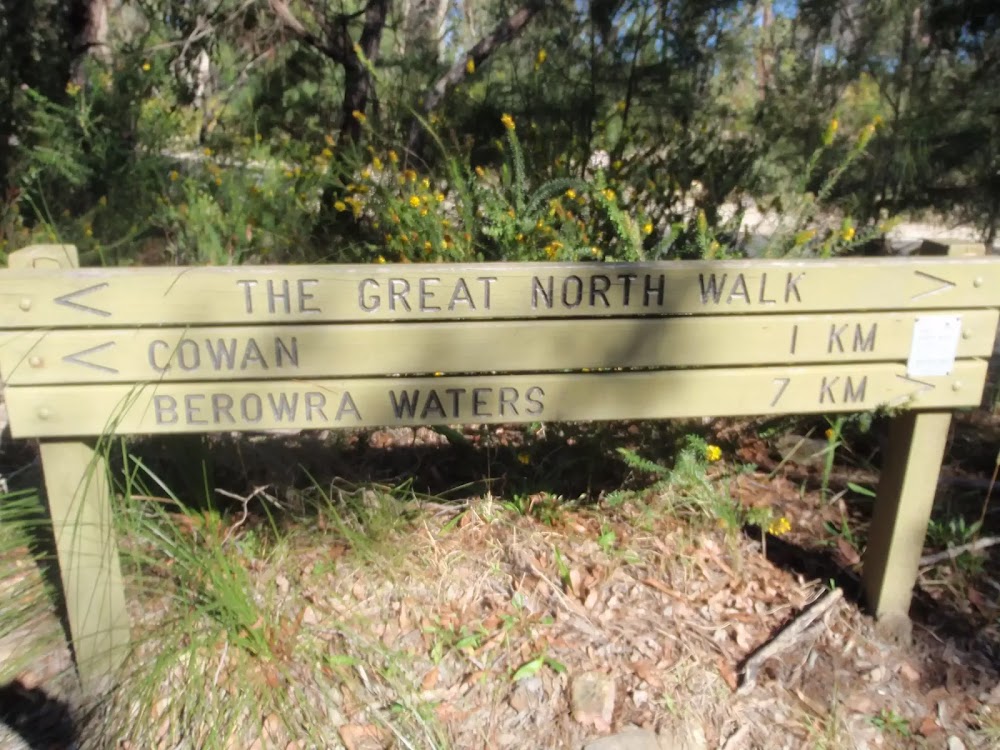 < THE GREAT NORTH WALK >
< COWAN 1 KM
BEROWRA WATERS 7 KM >